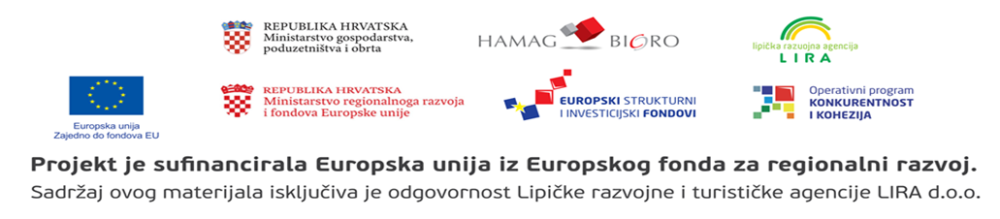 REPUBLIKA HRVATSKA
Ministarstvo gospodarstva,
poduzetništva i obrta
HAMAG BICRO
lipička razvojna agencija
LIRA
Europska unija
Zajedno do fondova EU
REPUBLIKA HRVATSKA
Ministarstvo regionalnoga razvoja
i fondova Europske unije
EUROPSKI STRUKTURNI
I INVESTICIJSKI FONDOVI
Operativni program
KONKURENTNOST
I KOHEZIJA
Projekt je sufinancirala Europska unija iz Europskog fonda za regionalni razvoj.
Sadržaj ovog materijala isključiva je odgovornost Lipičke razvojne i turističke agencije LIRA d.o.o.